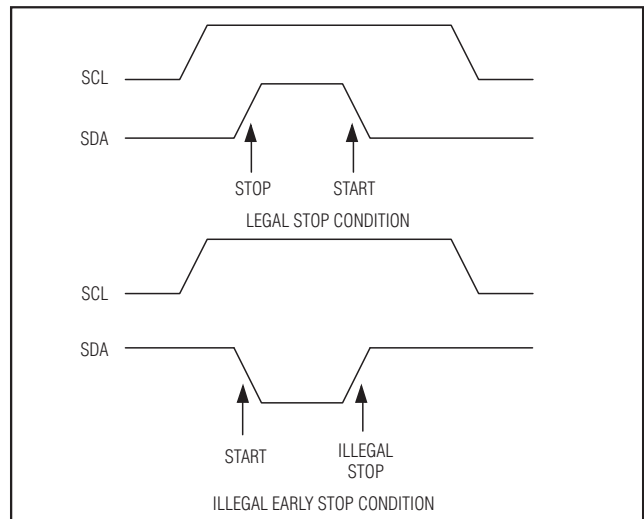 SCL
SDA
STOP START
LEGAL STOP CONDITION
SCL
SDA
START ILLEGAL
STOP
ILLEGAL EARLY STOP CONDITION